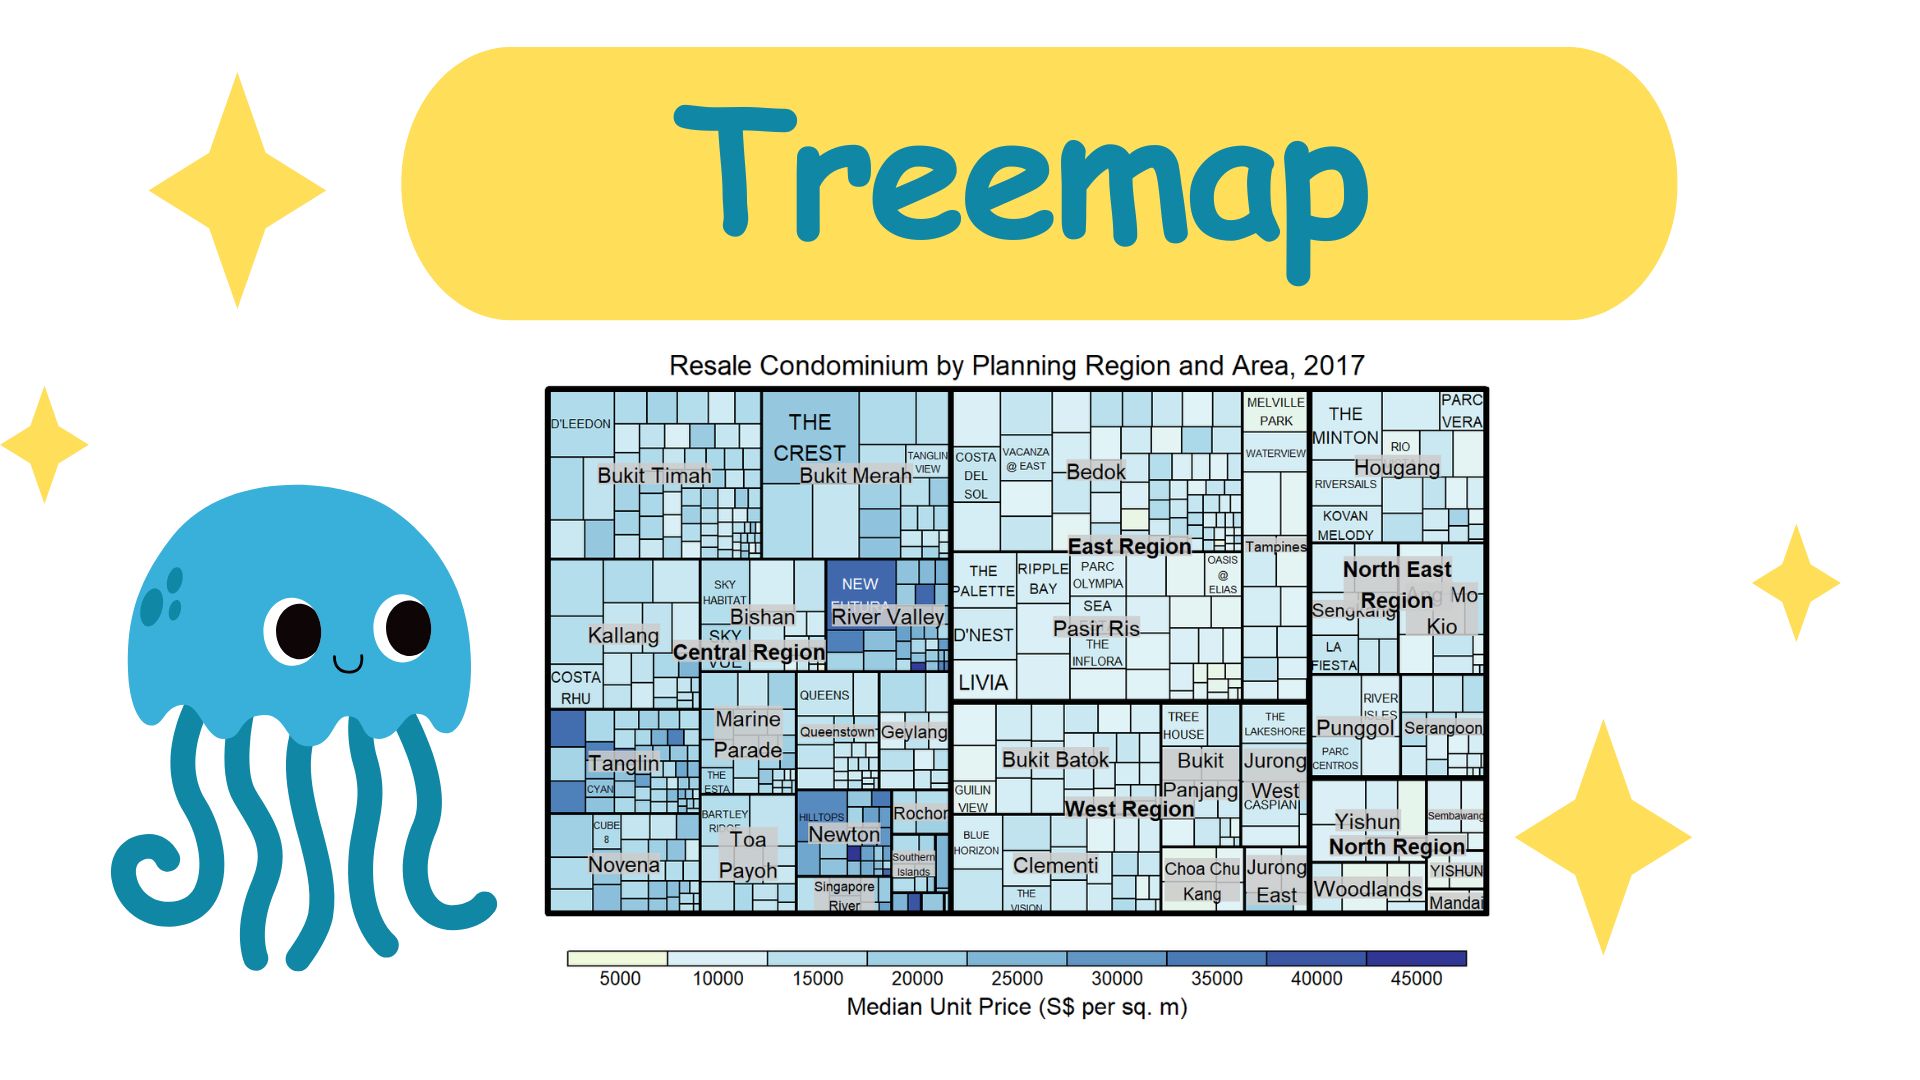 Treemap
Resale Condominium by Planning Region and Area, 2017
D'LEEDON
Bukit Timah
THE
CREST
Bukit Merah
TANGLIN
VIEW
Kallang
COSTA
RHU
SKY
HABITAT
Bishan
SKY
VUE
Central Region
NEW
FUTURA
River Valley
Tanglin
CYAN
Marine
Parade
THE
ESTA
QUEENS
Queenstown
Geylang
CUBE
8
Novena
BARTLEY
RIDGE
Toa
Payoh
HILLTOPS
Newton
Rochor
Southern
Islands
Singapore
River
COSTA
DEL
SOL
VACANZA
@ EAST
Bedok
East Region
MELVILLE
PARK
WATERVIEW
Tampines
THE
PALETTE
RIPPLE
BAY
PARC
OLYMPIA
OASIS
@
ELIAS
SEA
Pasir Ris
D'NEST
THE
INFLORA
LIVIA
Bukit Batok
GUILIN
VIEW
West Region
TREE
HOUSE
Bukit
Panjang
THE
LAKESHORE
Jurong
West
CASPIAN
BLUE
HORIZON
Clementi
THE
VISION
Choa Chu
Kang
Jurong
East
THE
MINTON
PARC
VERA
RIO
Hougang
RIVERSAILS
KOVAN
MELODY
North East
Region
Sengkang
Ang Mo
Kio
LA
FIESTA
RIVER
ISLES
Punggol
PARC
CENTROS
Serangoon
Yishun
Sembawang
North Region
YISHUN
Woodlands
Mandai
5000 10000 15000 20000 25000 30000 35000 40000 45000
Median Unit Price (S$ per sq. m)